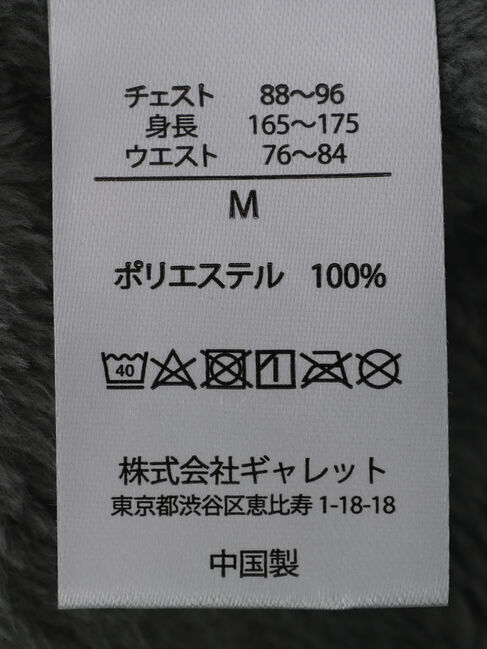 チェスト 88～96
身長 165～175
ウエスト 76～84
M
ポリエステル 100%
40
株式会社ギャレット
東京都渋谷区恵比寿 1-18-18
中国製